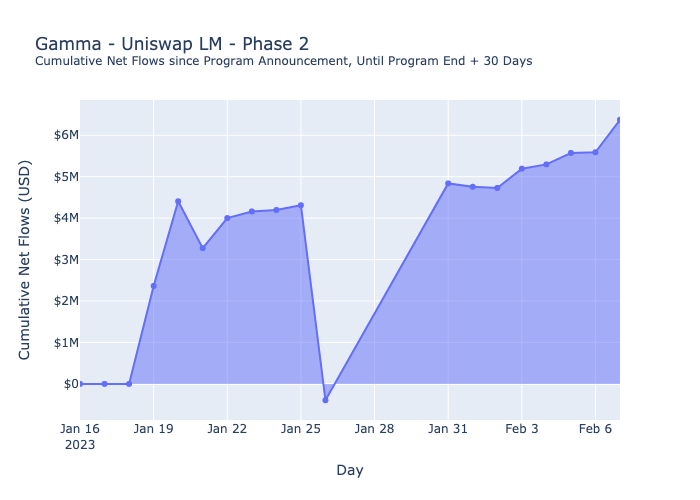 Gamma - Uniswap LM - Phase 2
Cumulative Net Flows since Program Announcement, Until Program End + 30 Days
Cumulative Net Flows (USD)
$6M
$5M
$4M
$3M
$2M
$1M
$0
Jan 16 Jan 19 Jan 22 Jan 25 Jan 28 Jan 31 Feb 3 Feb 6
2023
Day